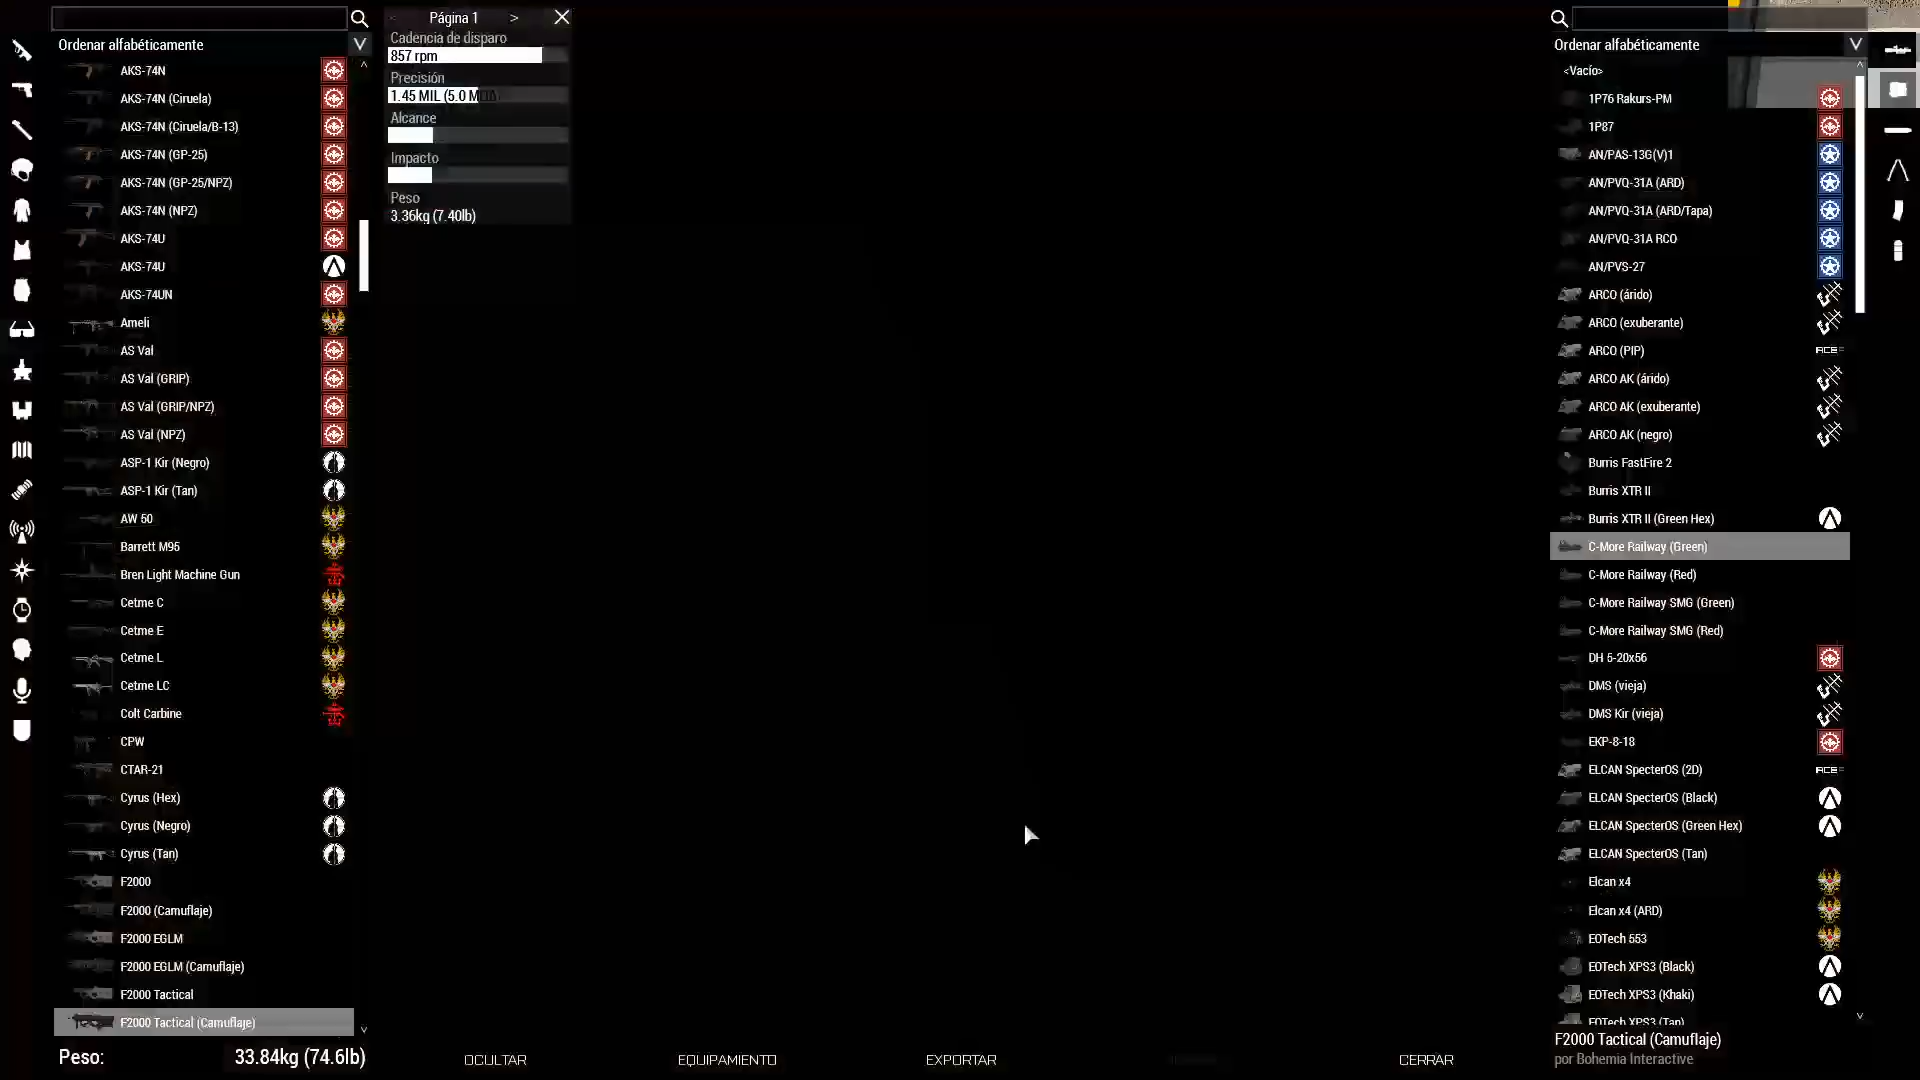 Ordenar alfabéticamente
AKS-74N
AKS-74N (Ciruela)
AKS-74N (Ciruela/B-13)
AKS-74N (GP-25)
AKS-74N (GP-25/NPZ)
AKS-74N (NPZ)
AKS-74U
AKS-74U
AKS-74UN
Ameli
AS Val
AS Val (GRIP)
AS Val (GRIP/NPZ)
AS Val (NPZ)
ASP-1 Kir (Negro)
ASP-1 Kir (Tan)
AW 50
Barrett M95
Bren Light Machine Gun
Cetme C
Cetme E
Cetme L
Cetme LC
Colt Carbine
CPW
CTAR-21
Cyrus (Hex)
Cyrus (Negro)
Cyrus (Tan)
F2000
F2000 (Camuflaje)
F2000 EGLM
F2000 EGLM (Camuflaje)
F2000 Tactical
F2000 Tactical (Camuflaje)
Peso: 33.84kg (74.6lb)
< Página 1 >
Cadencia de disparo
857 rpm
Precisión
1.45 MIL (5.0 MOA)
Alcance
Impacto
Peso
3.36kg (7.40lb)
OCULTAR
EQUIPAMIENTO
EXPORTAR
CERRAR
Ordenar alfabéticamente
<Vacío>
1P76 Rakurs-PM
1P87
AN/PAS-13G(V)1
AN/PVQ-31A (ARD)
AN/PVQ-31A (ARD/Tapa)
AN/PVQ-31A RCO
AN/PVS-27
ARCO (árido)
ARCO (exuberante)
ARCO (PIP) ACE
ARCO AK (árido)
ARCO AK (exuberante)
ARCO AK (negro)
Burris FastFire 2
Burris XTR II
Burris XTR II (Green Hex)
C-More Railway (Green)
C-More Railway (Red)
C-More Railway SMG (Green)
C-More Railway SMG (Red)
DH 5-20x56
DMS (vieja)
DMS Kir (vieja)
EKP-8-18
ELCAN SpecterOS (2D) ACE
ELCAN SpecterOS (Black)
ELCAN SpecterOS (Green Hex)
ELCAN SpecterOS (Tan)
Elcan x4
Elcan x4 (ARD)
EOTech 553
EOTech XPS3 (Black)
EOTech XPS3 (Khaki)
EOTech XPS3 (Tan)
F2000 Tactical (Camuflaje)
por Bohemia Interactive